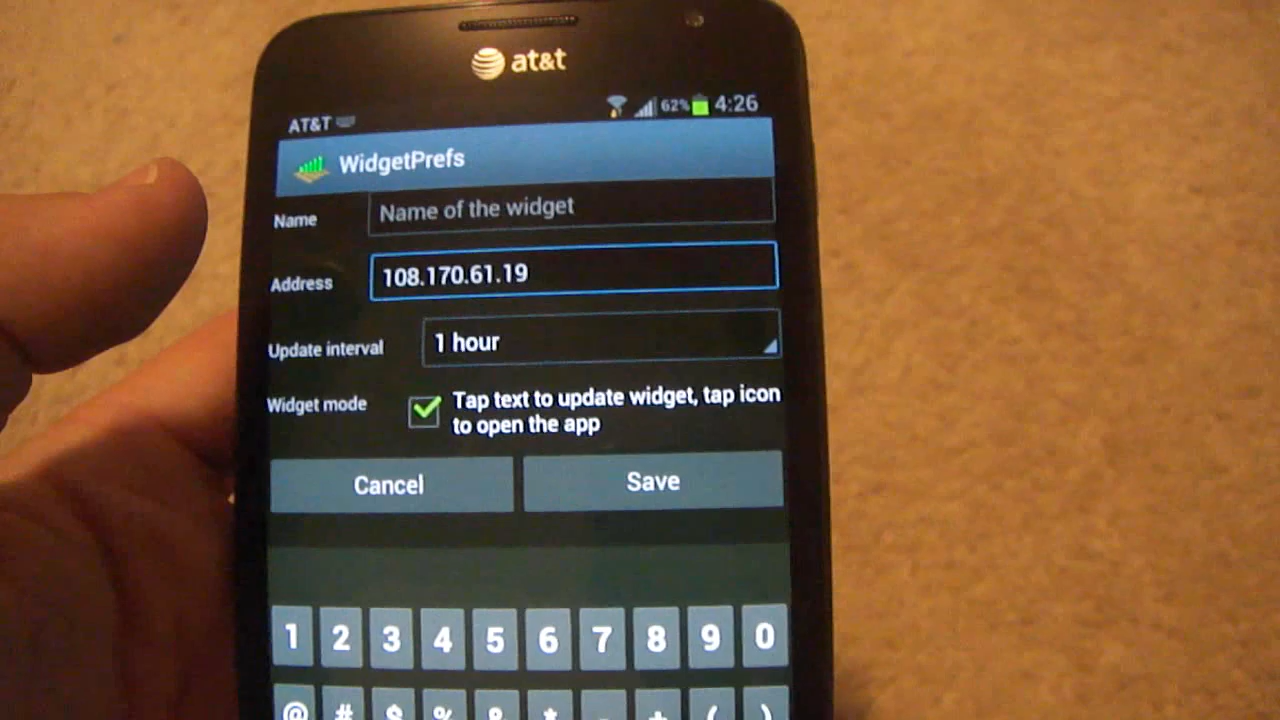 at&t
AT&T 62% 4:26
WidgetPrefs
Name Name of the widget
Address 108.170.61.19
Update interval 1 hour
Widget mode Tap text to update widget, tap icon
to open the app
Cancel Save
1 2 3 4 5 6 7 8 9 0
@ # $ % & * - + ( )